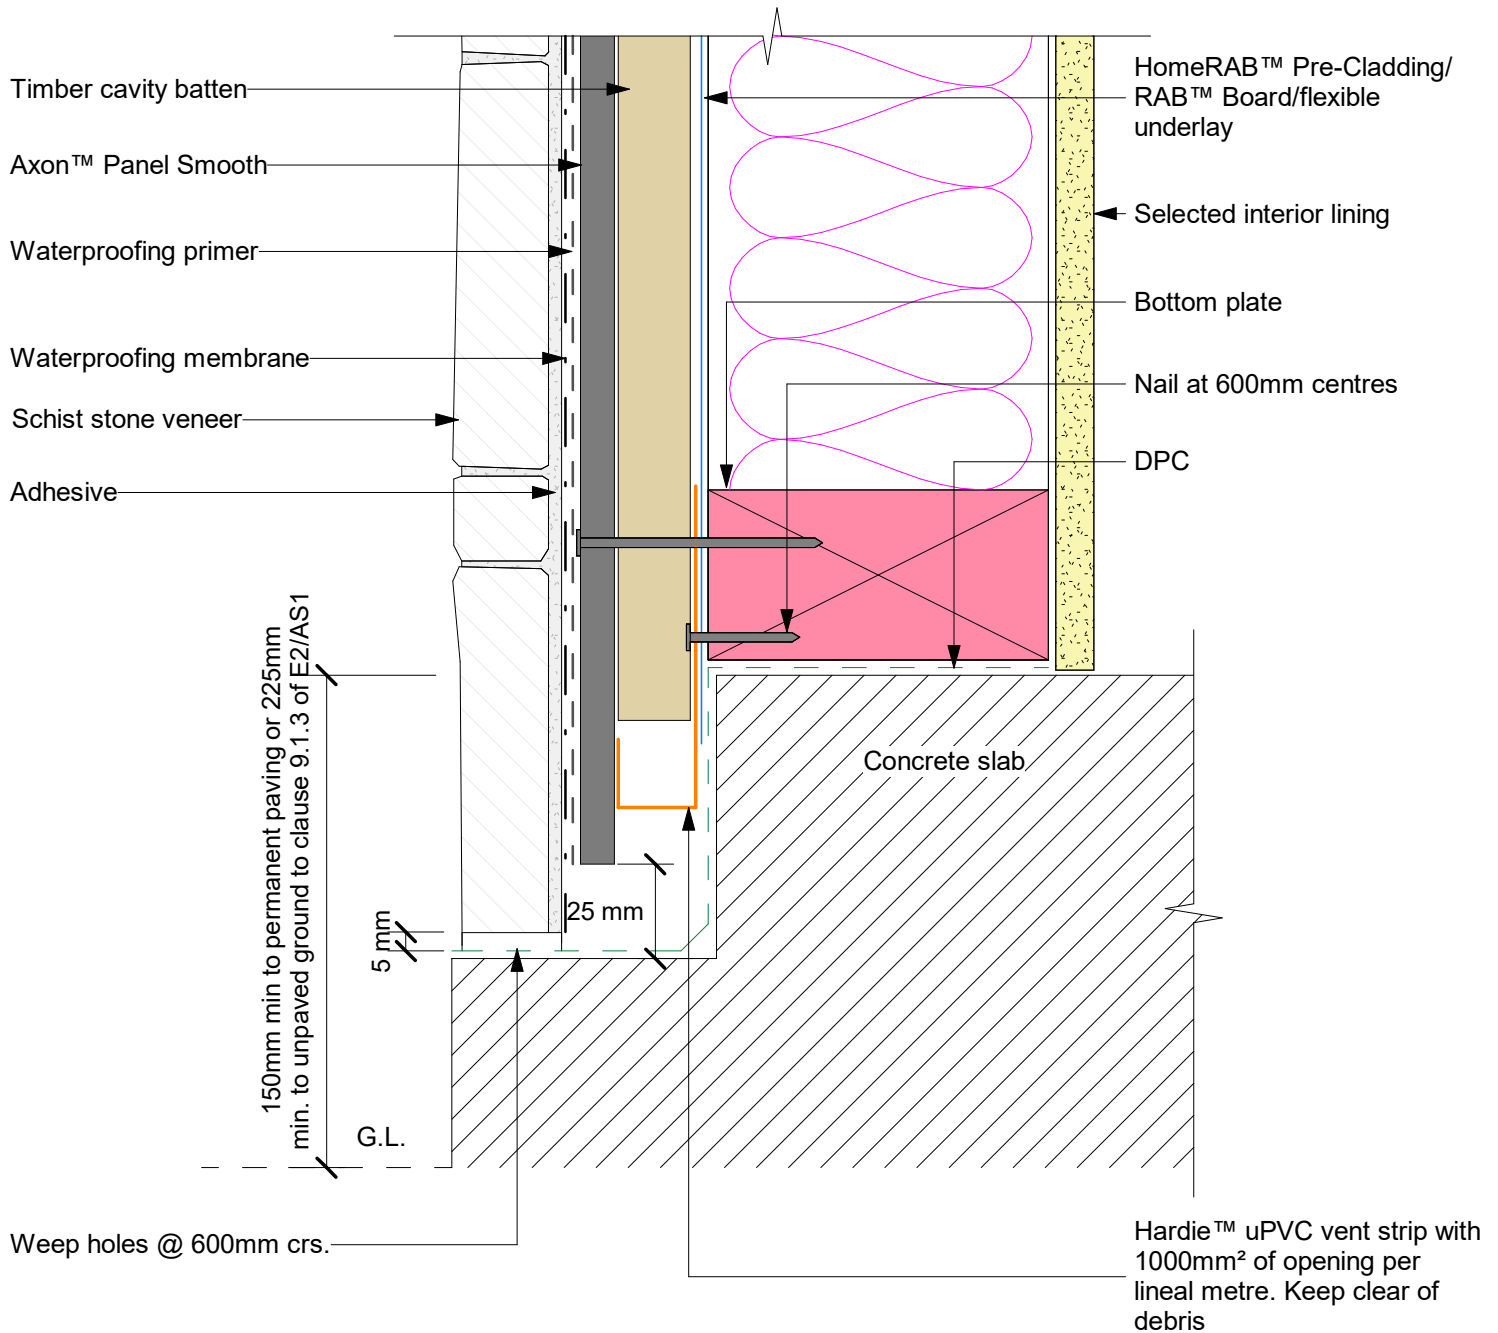 Timber cavity batten
Axon™ Panel Smooth
Waterproofing primer
Waterproofing membrane
Schist stone veneer
Adhesive
150mm min to permanent paving or 225mm
min. to unpaved ground to clause 9.1.3 of E2/AS1
5 mm
25 mm
G.L.
Weep holes @ 600mm crs.
Concrete slab
HomeRAB™ Pre-Cladding/
RAB™ Board/flexible
underlay
Selected interior lining
Bottom plate
Nail at 600mm centres
DPC
Hardie™ uPVC vent strip with
1000mm² of opening per
lineal metre. Keep clear of
debris